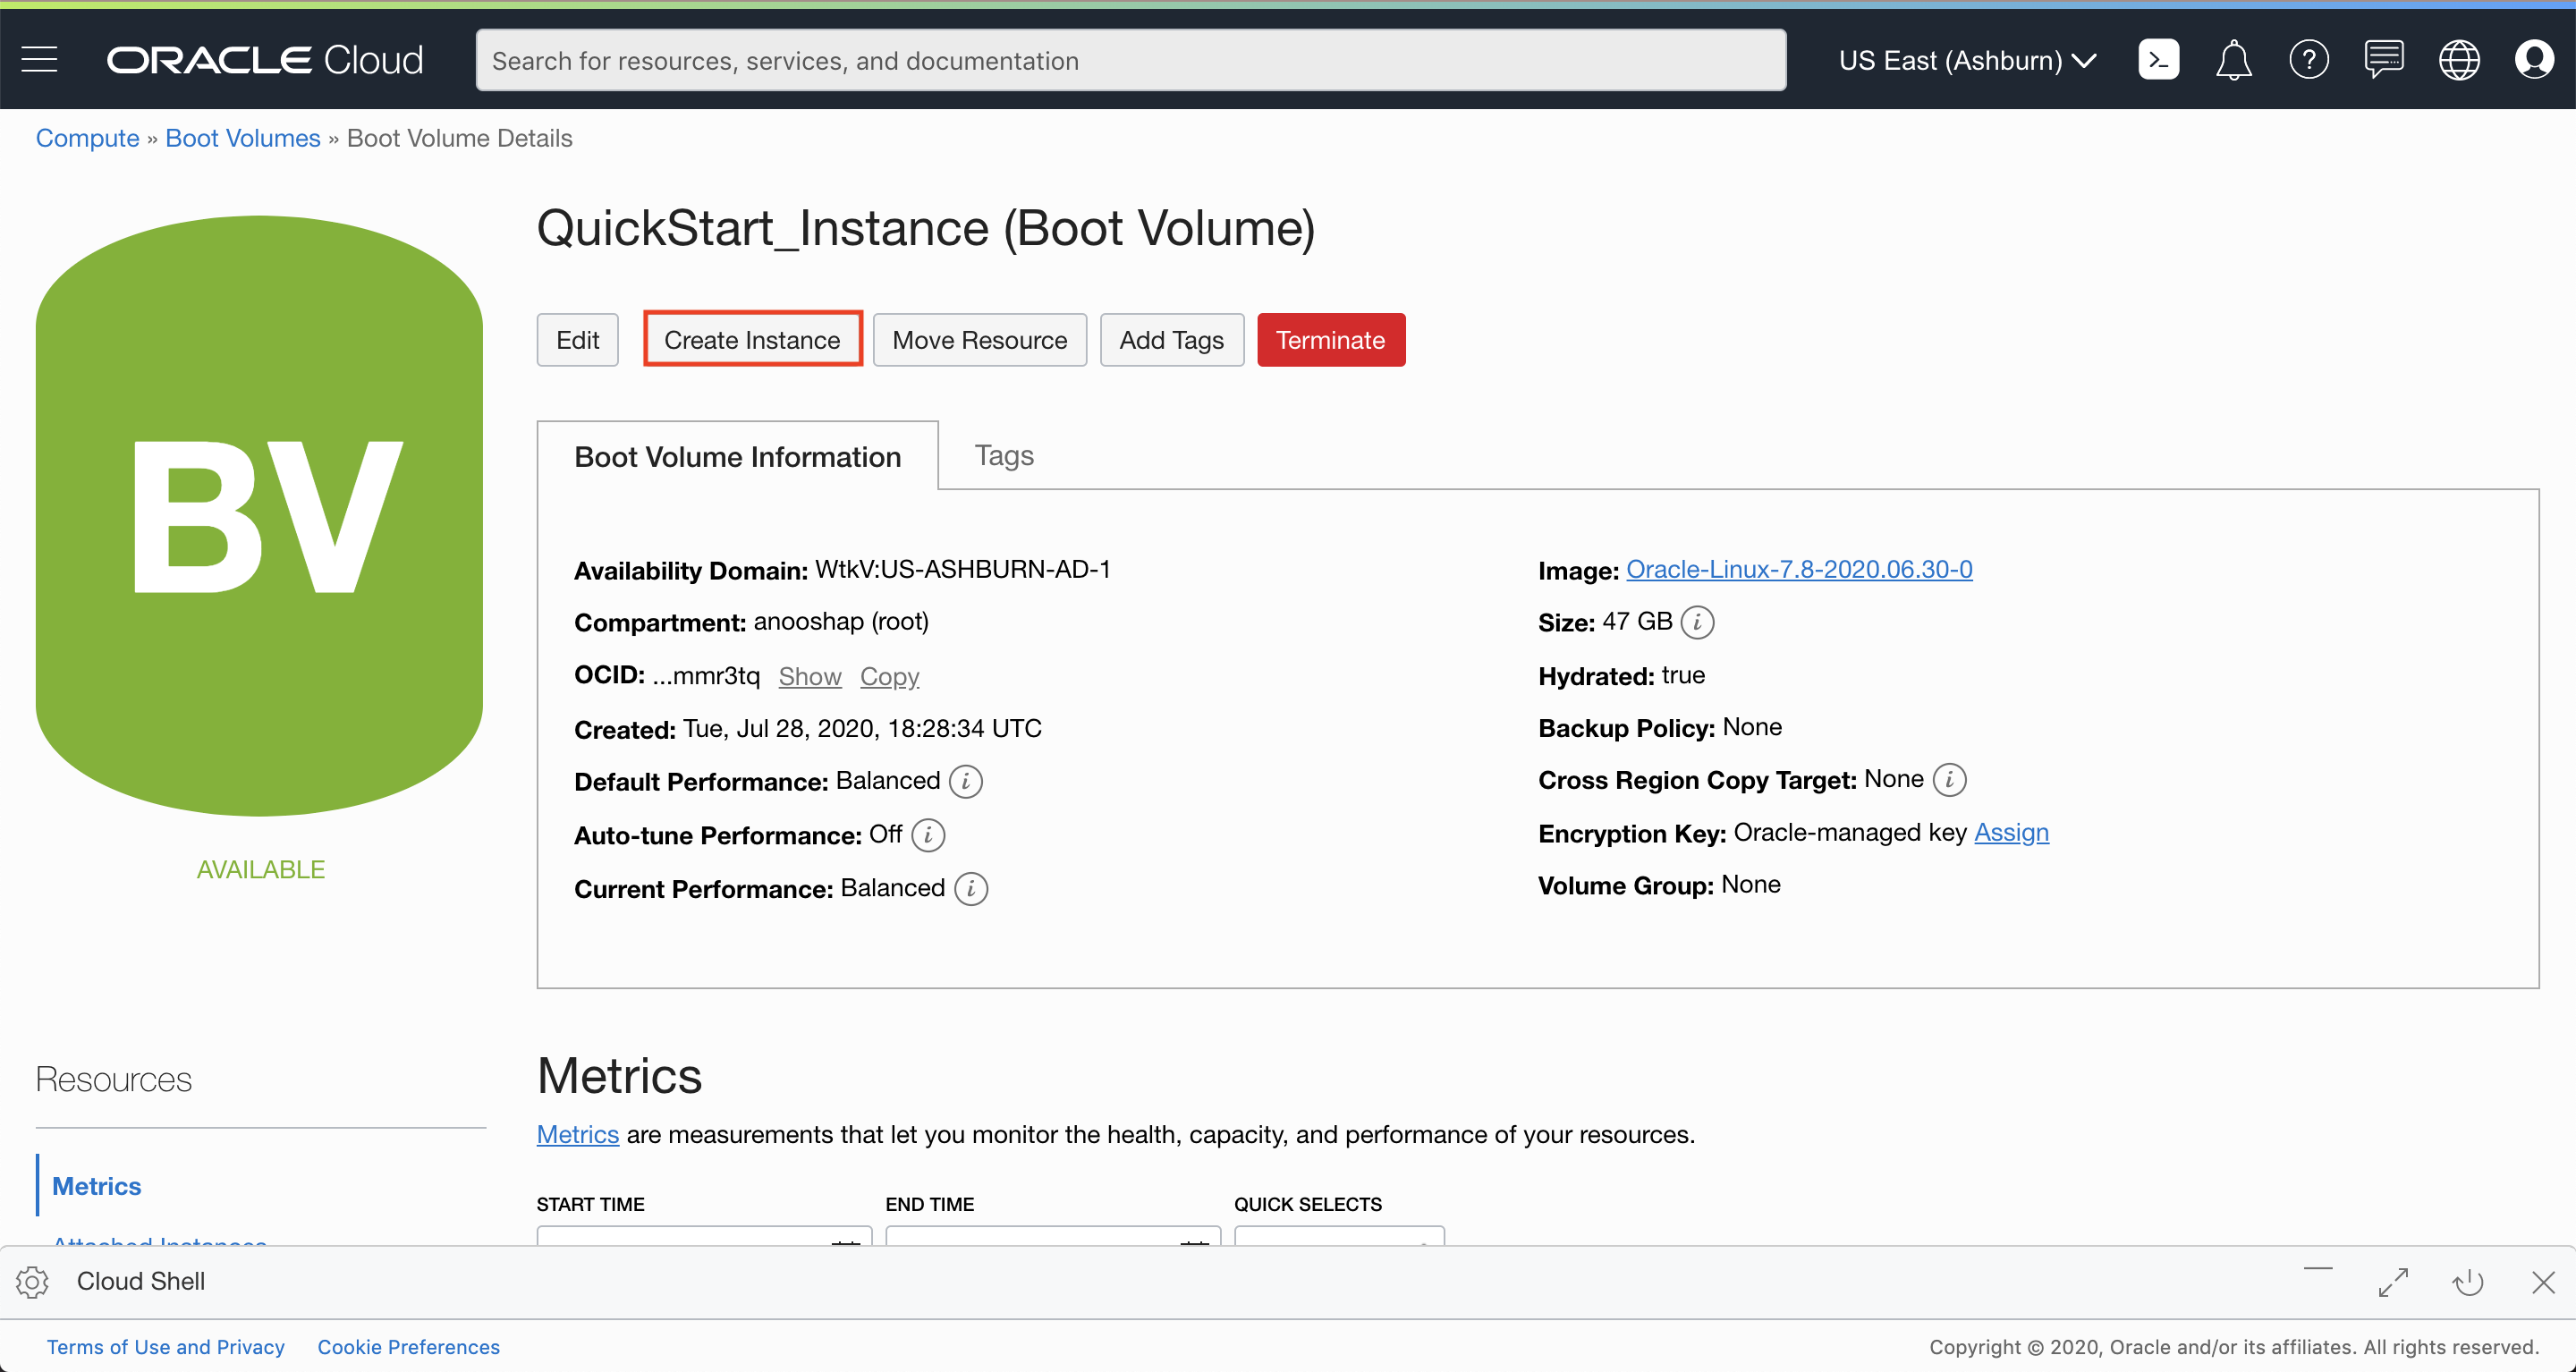 ORACLE Cloud
Search for resources, services, and documentation
US East (Ashburn)
Compute » Boot Volumes » Boot Volume Details
BV
AVAILABLE
QuickStart_Instance (Boot Volume)
Edit
Create Instance
Move Resource
Add Tags
Terminate
Boot Volume Information
Tags
Availability Domain: WtkV:US-ASHBURN-AD-1
Compartment: anooshap (root)
OCID: ...mmr3tq Show Copy
Created: Tue, Jul 28, 2020, 18:28:34 UTC
Default Performance: Balanced
Auto-tune Performance: Off
Current Performance: Balanced
Image: Oracle-Linux-7.8-2020.06.30-0
Size: 47 GB
Hydrated: true
Backup Policy: None
Cross Region Copy Target: None
Encryption Key: Oracle-managed key Assign
Volume Group: None
Resources
Metrics
Attached Instances
Metrics
Metrics are measurements that let you monitor the health, capacity, and performance of your resources.
START TIME
END TIME
QUICK SELECTS
Cloud Shell
Terms of Use and Privacy
Cookie Preferences
Copyright © 2020, Oracle and/or its affiliates. All rights reserved.